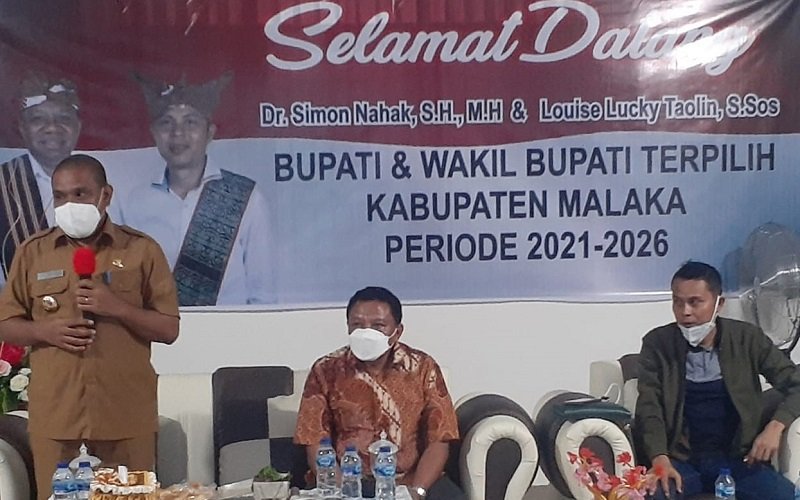 Selamat Datang
Dr. Simon Nahak, S.H., M.H & Louise Lucky Taolin, S.Sos
BUPATI & WAKIL BUPATI TERPILIH
KABUPATEN MALAKA
PERIODE 2021-2026